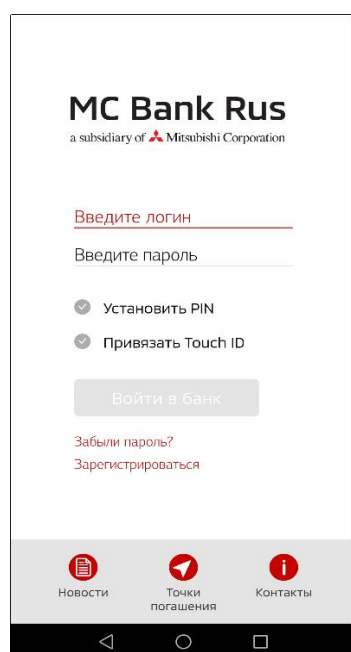 MC Bank Rus
a subsidiary of Mitsubishi Corporation
Введите логин
Введите пароль
Установить PIN
Привязать Touch ID
Войти в банк
Забыли пароль?
Зарегистрироваться
Новости
Точки погашения
Контакты